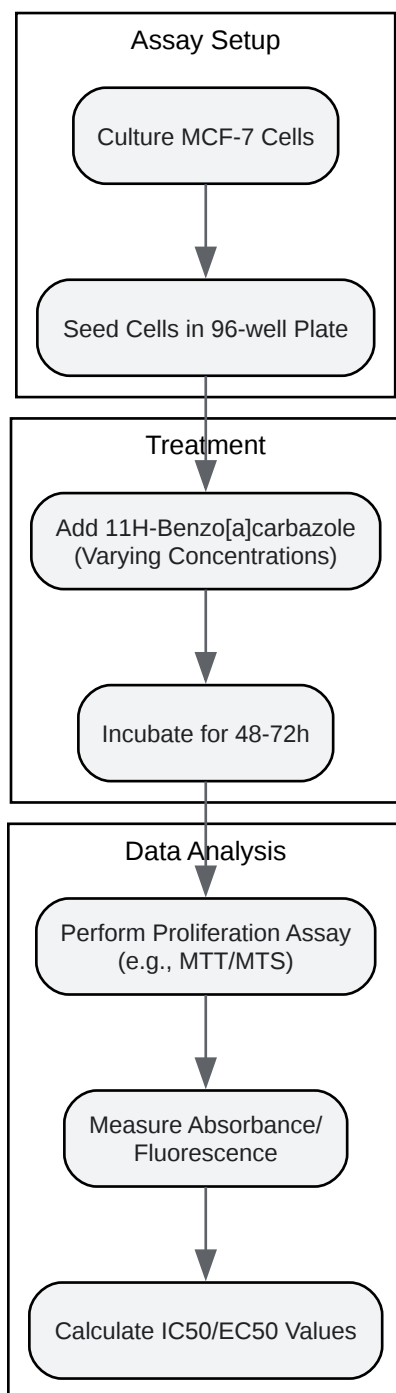 Assay Setup
Culture MCF-7 Cells
Seed Cells in 96-well Plate
Treatment
Add 11H-Benzo[a]carbazole
(Varying Concentrations)
Incubate for 48-72h
Data Analysis
Perform Proliferation Assay
(e.g., MTT/MTS)
Measure Absorbance/
Fluorescence
Calculate IC50/EC50 Values